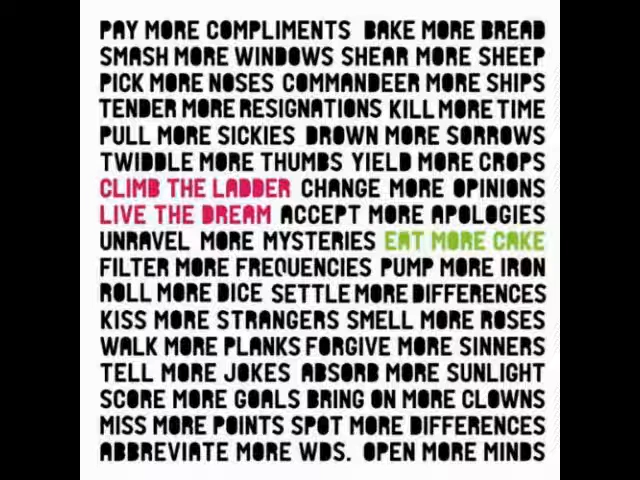 PAY MORE COMPLIMENTS BAKE MORE BREAD
SMASH MORE WINDOWS SHEAR MORE SHEEP
PICK MORE NOSES COMMANDEER MORE SHIPS
TENDER MORE RESIGNATIONS KILL MORE TIME
PULL MORE SICKIES DROWN MORE SORROWS
TWIDDLE MORE THUMBS YIELD MORE CROPS
CLIMB THE LADDER CHANGE MORE OPINIONS
LIVE THE DREAM ACCEPT MORE APOLOGIES
UNRAVEL MORE MYSTERIES EAT MORE CAKE
FILTER MORE FREQUENCIES PUMP MORE IRON
ROLL MORE DICE SETTLE MORE DIFFERENCES
KISS MORE STRANGERS SMELL MORE ROSES
WALK MORE PLANKS FORGIVE MORE SINNERS
TELL MORE JOKES ABSORB MORE SUNLIGHT
SCORE MORE GOALS BRING ON MORE CLOWNS
MISS MORE POINTS SPOT MORE DIFFERENCES
ABBREVIATE MORE WDS. OPEN MORE MINDS